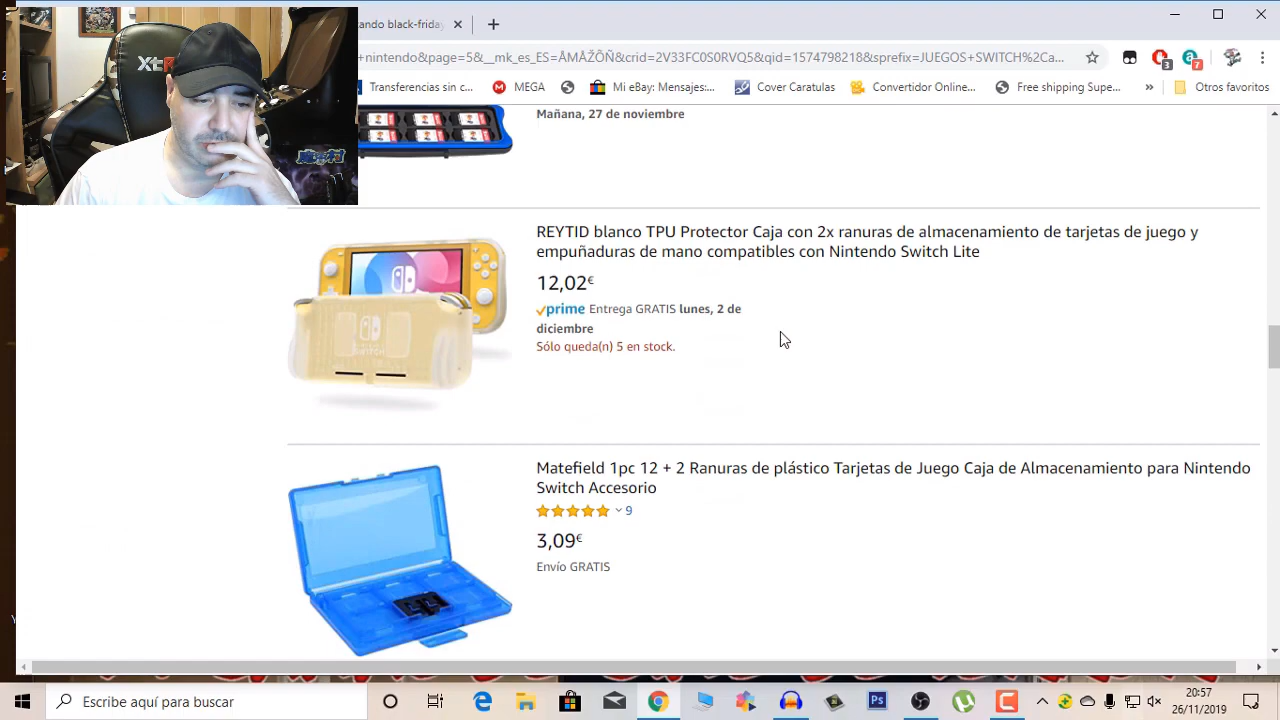 ando black-frida
+nintendo&page=5&__mk_es_ES=ÅMÅŽÕÑ&crid=2V33FC0S0RVQ5&qid=1574798218&sprefix=JUEGOS+SWITCH%2Ca...
3
7
Transferencias sin c...
MEGA
Mi eBay: Mensajes:...
Cover Caratulas
Convertidor Online...
Free shipping Supe...
»
Otros favoritos
Mañana, 27 de noviembre
REYTID blanco TPU Protector Caja con 2x ranuras de almacenamiento de tarjetas de juego y
empuñaduras de mano compatibles con Nintendo Switch Lite
12,02€
prime Entrega GRATIS lunes, 2 de
diciembre
Sólo queda(n) 5 en stock.
SWITCH
Matefield 1pc 12 + 2 Ranuras de plástico Tarjetas de Juego Caja de Almacenamiento para Nintendo
Switch Accesorio
9
3,09€
Envío GRATIS
Escribe aquí para buscar
Ps
20:57
26/11/2019